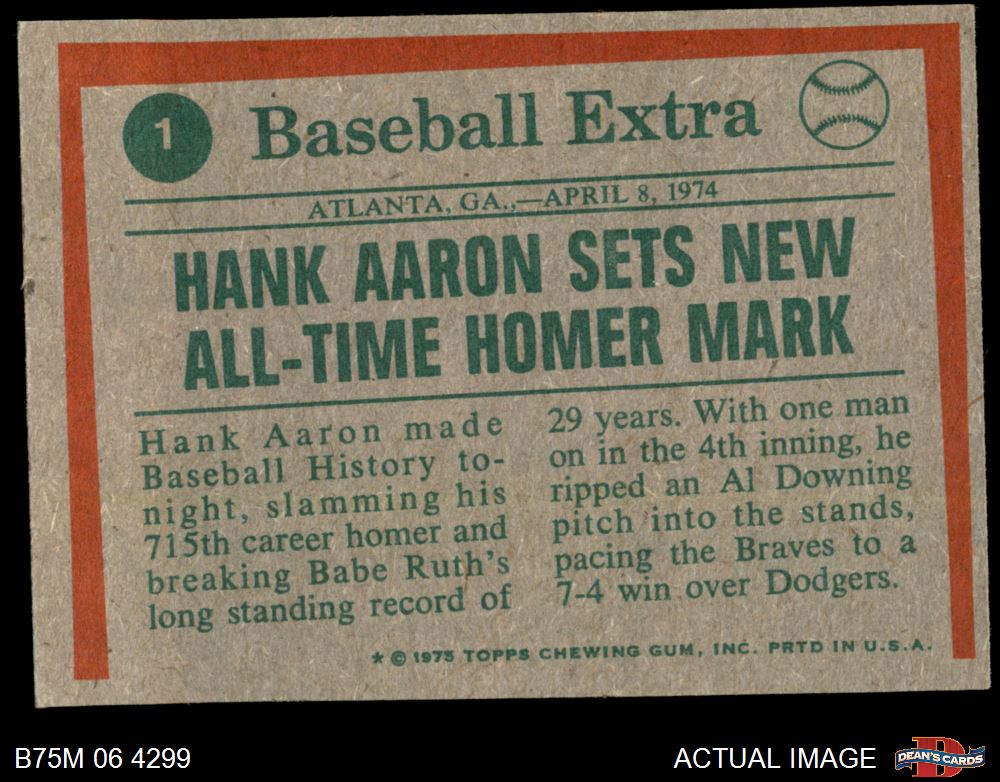 1
Baseball Extra
ATLANTA, GA.,—APRIL 8, 1974
HANK AARON SETS NEW
ALL-TIME HOMER MARK
Hank Aaron made
Baseball History to-
night, slamming his
715th career homer and
breaking Babe Ruth's
long standing record of
29 years. With one man
on in the 4th inning, he
ripped an Al Downing
pitch into the stands,
pacing the Braves to a
7-4 win over Dodgers.
* © 1975 TOPPS CHEWING GUM, INC. PRTD IN U.S.A.
B75M 06 4299
ACTUAL IMAGE
D
DEAN'S CARDS